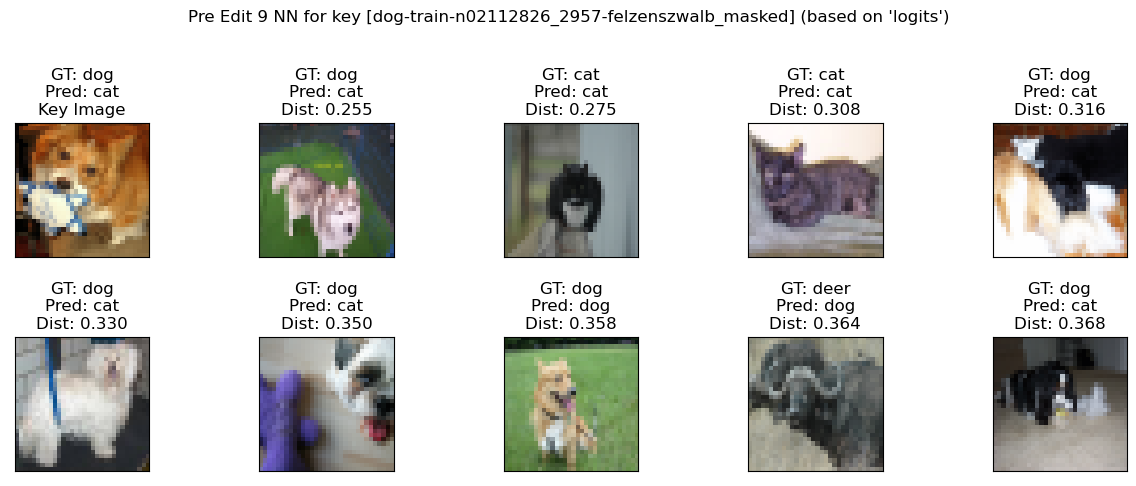 Pre Edit 9 NN for key [dog-train-n02112826_2957-felzenszwalb_masked] (based on 'logits')
GT: dog
Pred: cat
Key Image
GT: dog
Pred: cat
Dist: 0.255
GT: cat
Pred: cat
Dist: 0.275
GT: cat
Pred: cat
Dist: 0.308
GT: dog
Pred: cat
Dist: 0.316
GT: dog
Pred: cat
Dist: 0.330
GT: dog
Pred: cat
Dist: 0.350
GT: dog
Pred: dog
Dist: 0.358
GT: deer
Pred: dog
Dist: 0.364
GT: dog
Pred: cat
Dist: 0.368